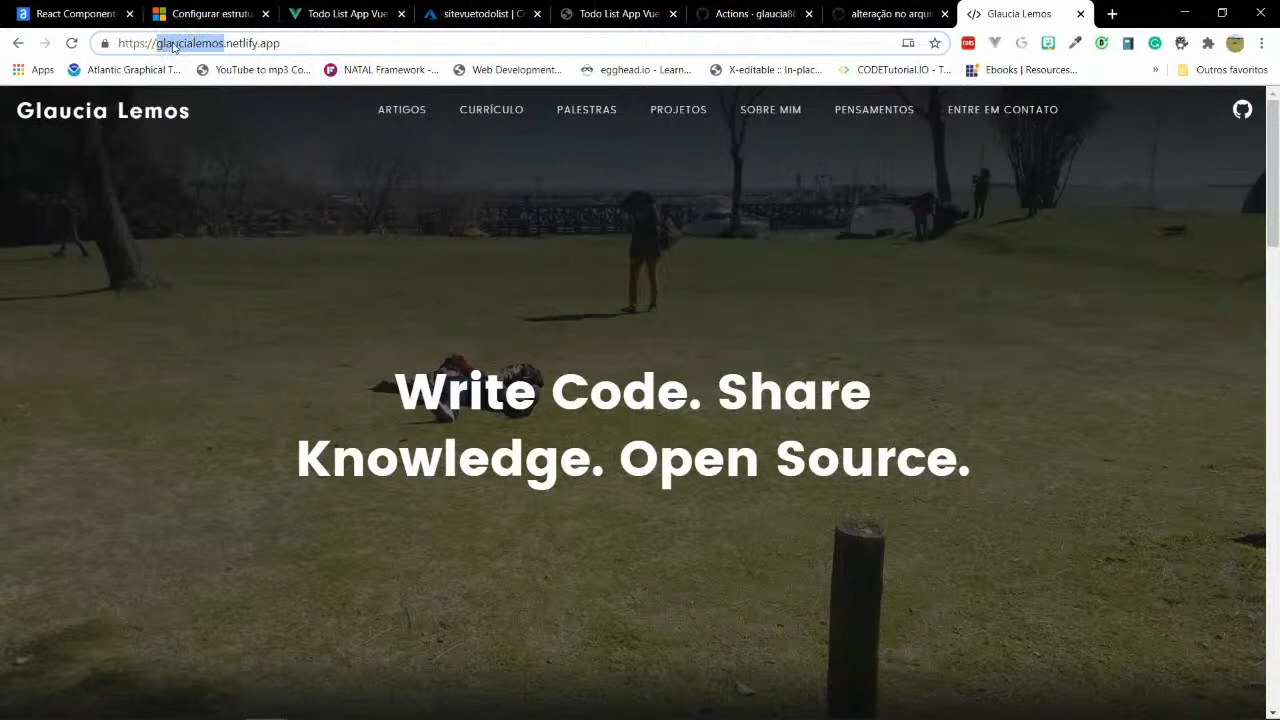 React Component
Configurar estrutu
Todo List App Vue
sitevuetodolist | C
Todo List App Vue
Actions · glaucia8
alteração no arqui
Glaucia Lemos
https://glaucialemos.netlify.app
Apps
Atlantic Graphical T...
YouTube to mp3 Co...
NATAL Framework -...
Web Development...
egghead.io - Learn...
X-editable :: In-plac...
CODETutorial.IO - T...
Ebooks | Resources...
»
Outros favoritos
Glaucia Lemos
ARTIGOS
CURRÍCULO
PALESTRAS
PROJETOS
SOBRE MIM
PENSAMENTOS
ENTRE EM CONTATO
Write Code. Share
Knowledge. Open Source.